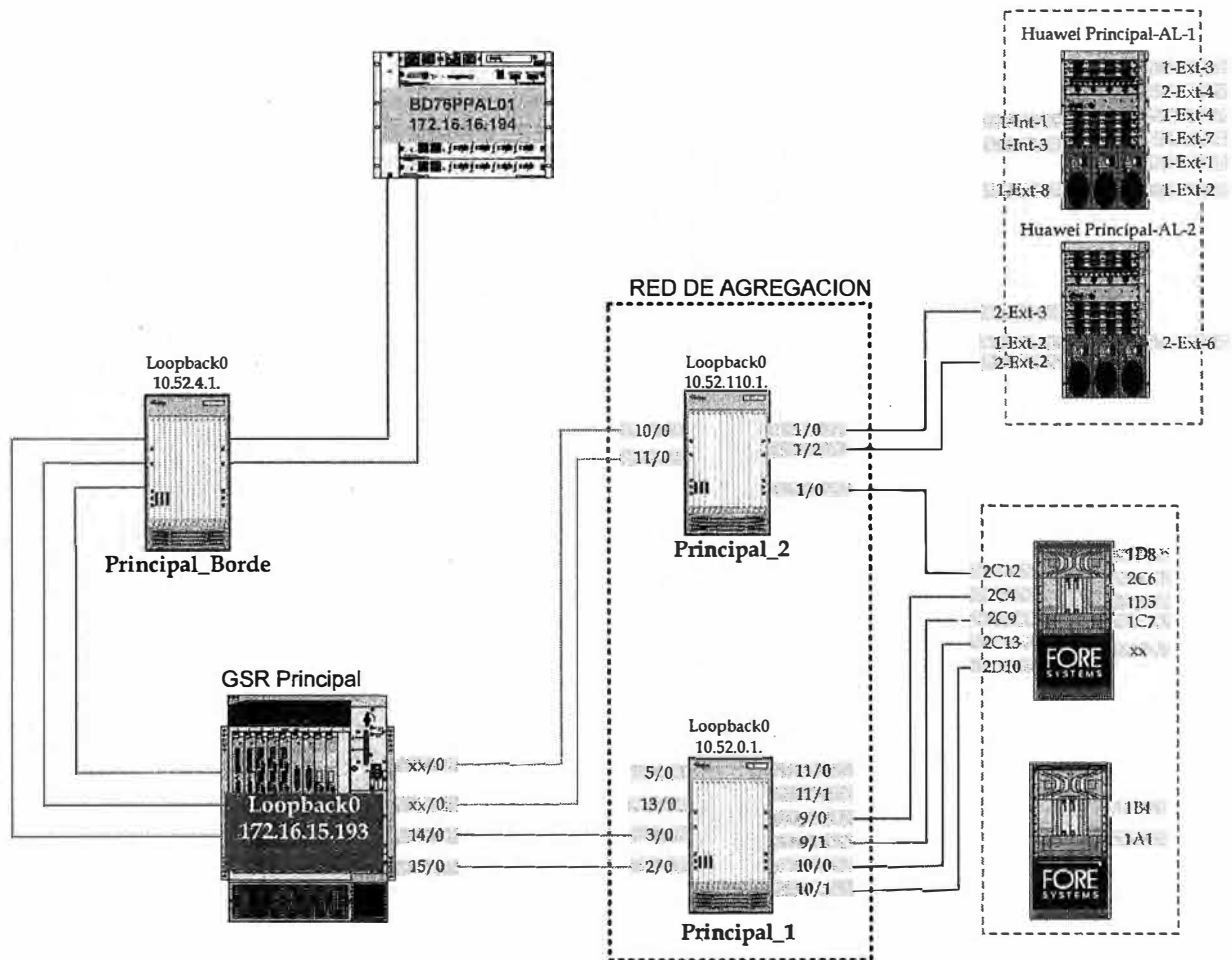 BD76PPAL01
172.16.16.194
Huawei Principal-AL-1
1-Ext-3
2-Ext-4
1-Ext-4
1-Int-1
1-Ext-7
1-Int-3
1-Ext-1
1-Ext-8
1-Ext-2
Huawei Principal-AL-2
2-Ext-3
1-Ext-2
2-Ext-6
2-Ext-2
RED DE AGREGACION
Loopback0
10.52.4.1.
Principal_Borde
Loopback0
10.52.110.1.
10/0
1/0
11/0
1/2
1/0
Principal_2
2C12
1D8
2C4
2C6
2C9
1D5
2C13
1C7
2D10
xx
FORE
SYSTEMS
GSR Principal
xx/0
xx/0
14/0
15/0
Loopback0
172.16.15.193
Loopback0
10.52.0.1.
5/0
11/0
13/0
11/1
3/0
9/0
2/0
9/1
10/0
10/1
Principal_1
1B4
1A1
FORE
SYSTEMS